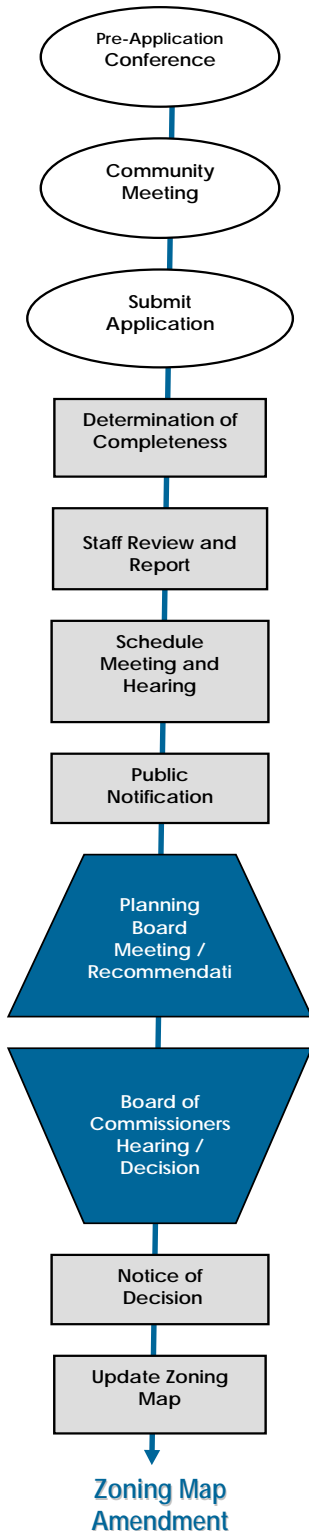 Pre-Application
Conference
Community
Meeting
Submit
Application
Determination of
Completeness
Staff Review and
Report
Schedule
Meeting and
Hearing
Public
Notification
Planning
Board
Meeting /
Recommendati
Board of
Commissioners
Hearing /
Decision
Notice of
Decision
Update Zoning
Map
Zoning Map
Amendment